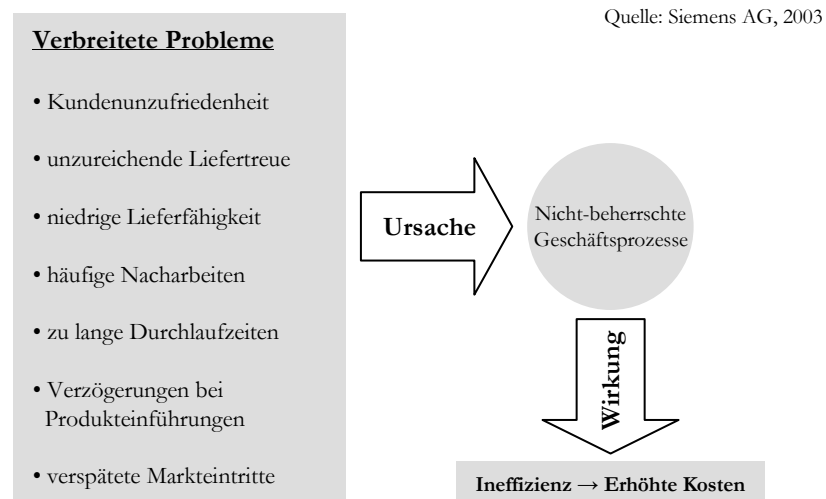 Quelle: Siemens AG, 2003
Verbreitete Probleme
• Kundenunzufriedenheit
• unzureichende Liefertreue
• niedrige Lieferfähigkeit
• häufige Nacharbeiten
• zu lange Durchlaufzeiten
• Verzögerungen bei
Produkteinführungen
• verspätete Markteintritte
Ursache
Nicht-beherrschte
Geschäftsprozesse
Wirkung
Ineffizienz → Erhöhte Kosten